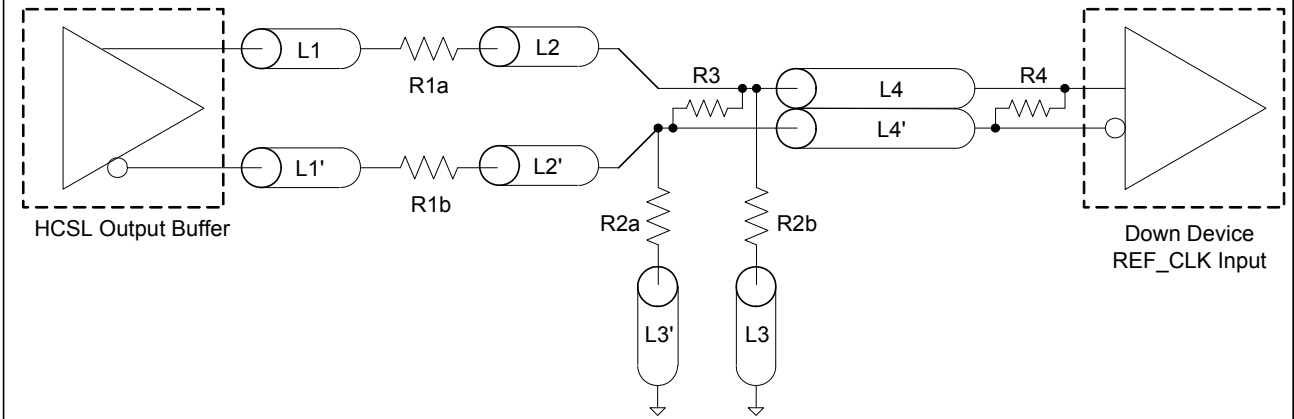 L1
R1a
L2
R3
L4
R4
L4'
L1'
R1b
L2'
HCSL Output Buffer
R2a
R2b
Down Device
REF_CLK Input
L3'
L3